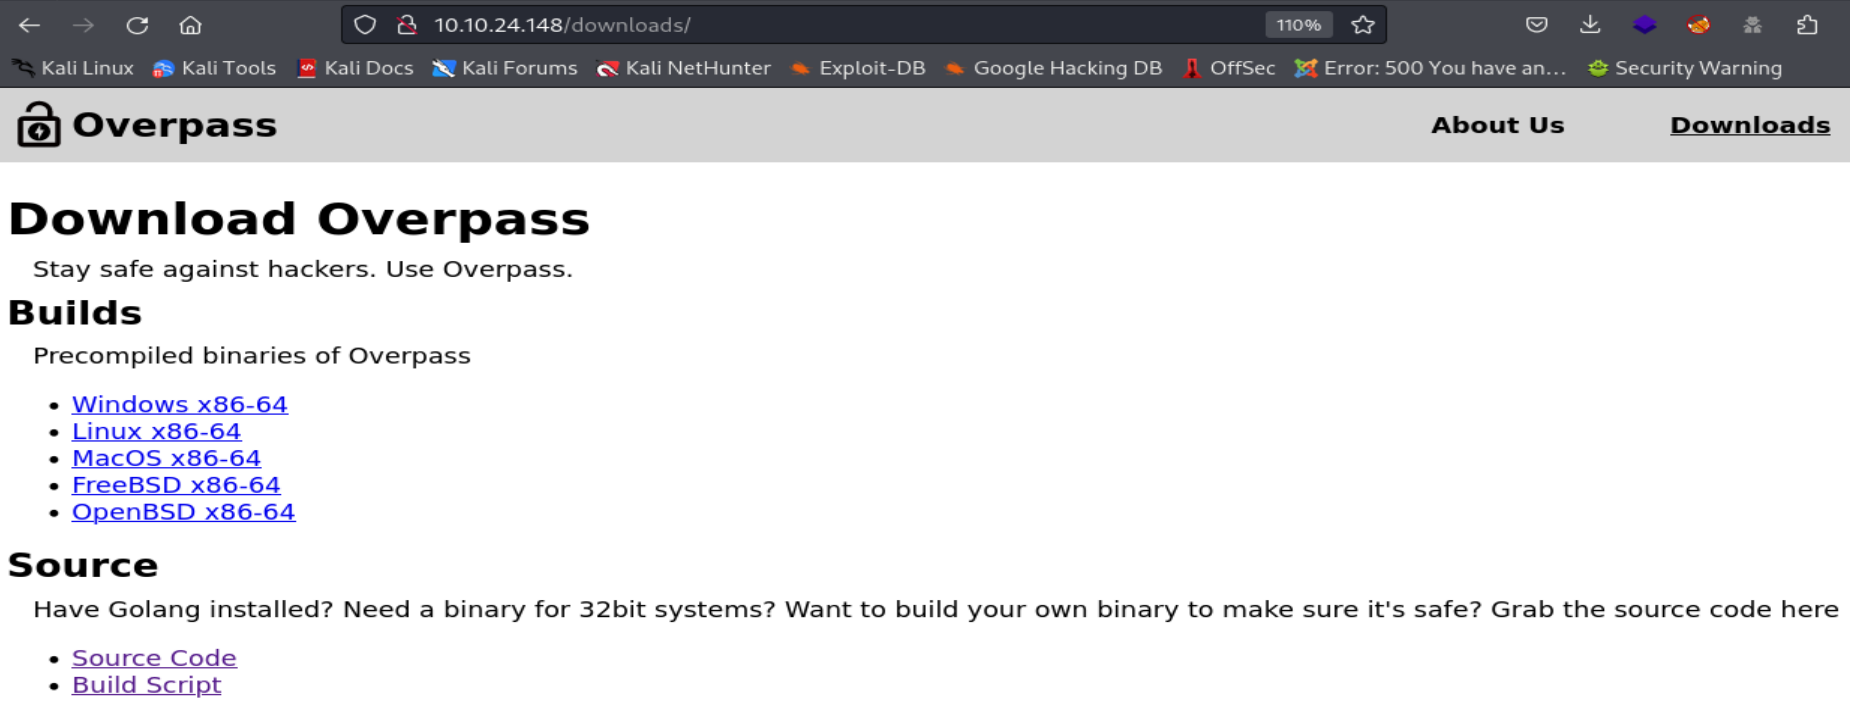 10.10.24.148/downloads/ 110%
Kali Linux Kali Tools Kali Docs Kali Forums Kali NetHunter Exploit-DB Google Hacking DB OffSec Error: 500 You have an... Security Warning
Overpass About Us Downloads
Download Overpass
Stay safe against hackers. Use Overpass.
Builds
Precompiled binaries of Overpass
• Windows x86-64
• Linux x86-64
• MacOS x86-64
• FreeBSD x86-64
• OpenBSD x86-64
Source
Have Golang installed? Need a binary for 32bit systems? Want to build your own binary to make sure it's safe? Grab the source code here
• Source Code
• Build Script